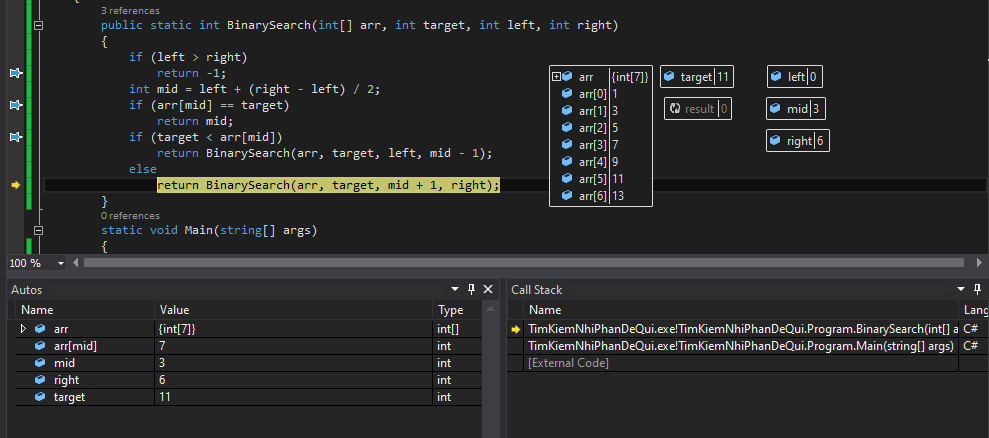 3 references
public static int BinarySearch(int[] arr, int target, int left, int right)
{
if (left > right)
return -1;
int mid = left + (right - left) / 2;
if (arr[mid] == target)
return mid;
if (target < arr[mid])
return BinarySearch(arr, target, left, mid - 1);
else
return BinarySearch(arr, target, mid + 1, right);
}
0 references
static void Main(string[] args)
{
arr {int[7]}
arr[0] 1
arr[1] 3
arr[2] 5
arr[3] 7
arr[4] 9
arr[5] 11
arr[6] 13
target 11
result 0
left 0
mid 3
right 6
100 %
Autos
Name Value Type
arr {int[7]} int[]
arr[mid] 7 int
mid 3 int
right 6 int
target 11 int
Call Stack
Name Lang
TimKiemNhiPhanDeQui.exe!TimKiemNhiPhanDeQui.Program.BinarySearch(int[] a C#
TimKiemNhiPhanDeQui.exe!TimKiemNhiPhanDeQui.Program.Main(string[] args) C#
[External Code]